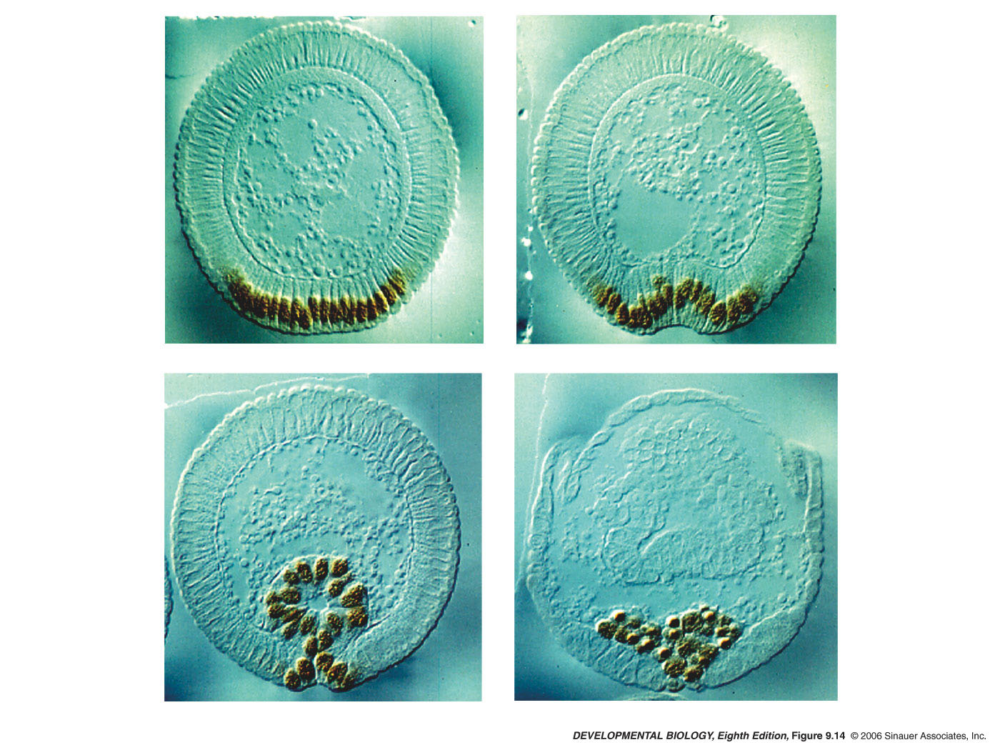 DEVELOPMENTAL BIOLOGY, Eighth Edition, Figure 9.14 © 2006 Sinauer Associates, Inc.